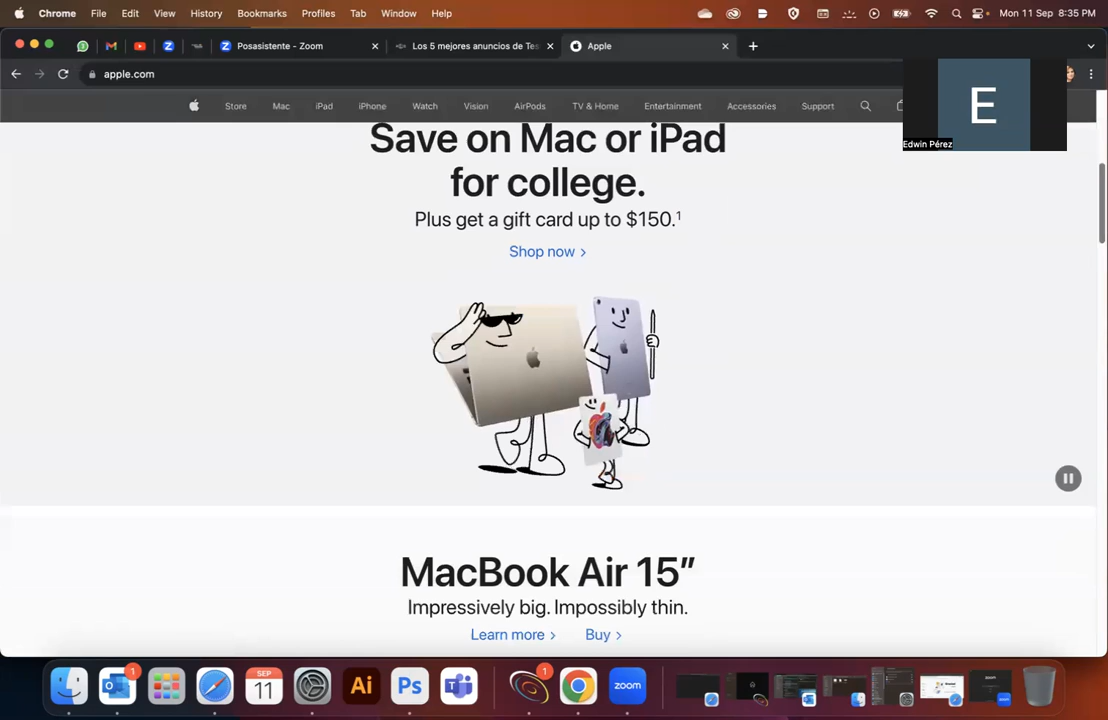 Chrome File Edit View History Bookmarks Profiles Tab Window Help Mon 11 Sep 8:35 PM
Posasistente - Zoom
Los 5 mejores anuncios de Tes
Apple
apple.com
Store Mac iPad iPhone Watch Vision AirPods TV & Home Entertainment Accessories Support
E
Edwin Pérez
Save on Mac or iPad
for college.
Plus get a gift card up to $150.¹
Shop now >
MacBook Air 15”
Impressively big. Impossibly thin.
Learn more > Buy >
1
SEP
11
Ai
Ps
1
zoom